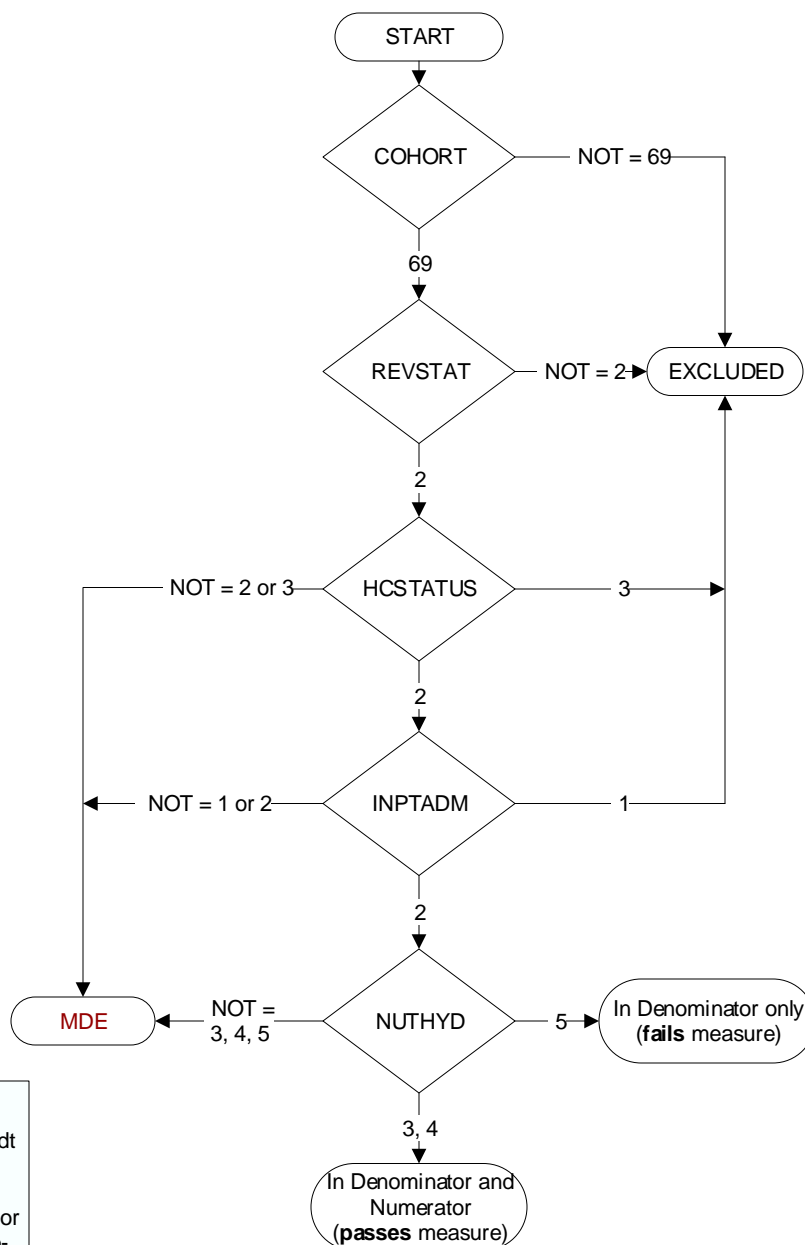 START
COHORT
NOT = 69
69
REVSTAT
NOT = 2
EXCLUDED
2
NOT = 2 or 3
HCSTATUS
3
2
NOT = 1 or 2
INPTADM
1
2
MDE
NOT =
3, 4, 5
NUTHYD
5
In Denominator only
(fails measure)
3, 4
In Denominator and
Numerator
(passes measure)
dt
or